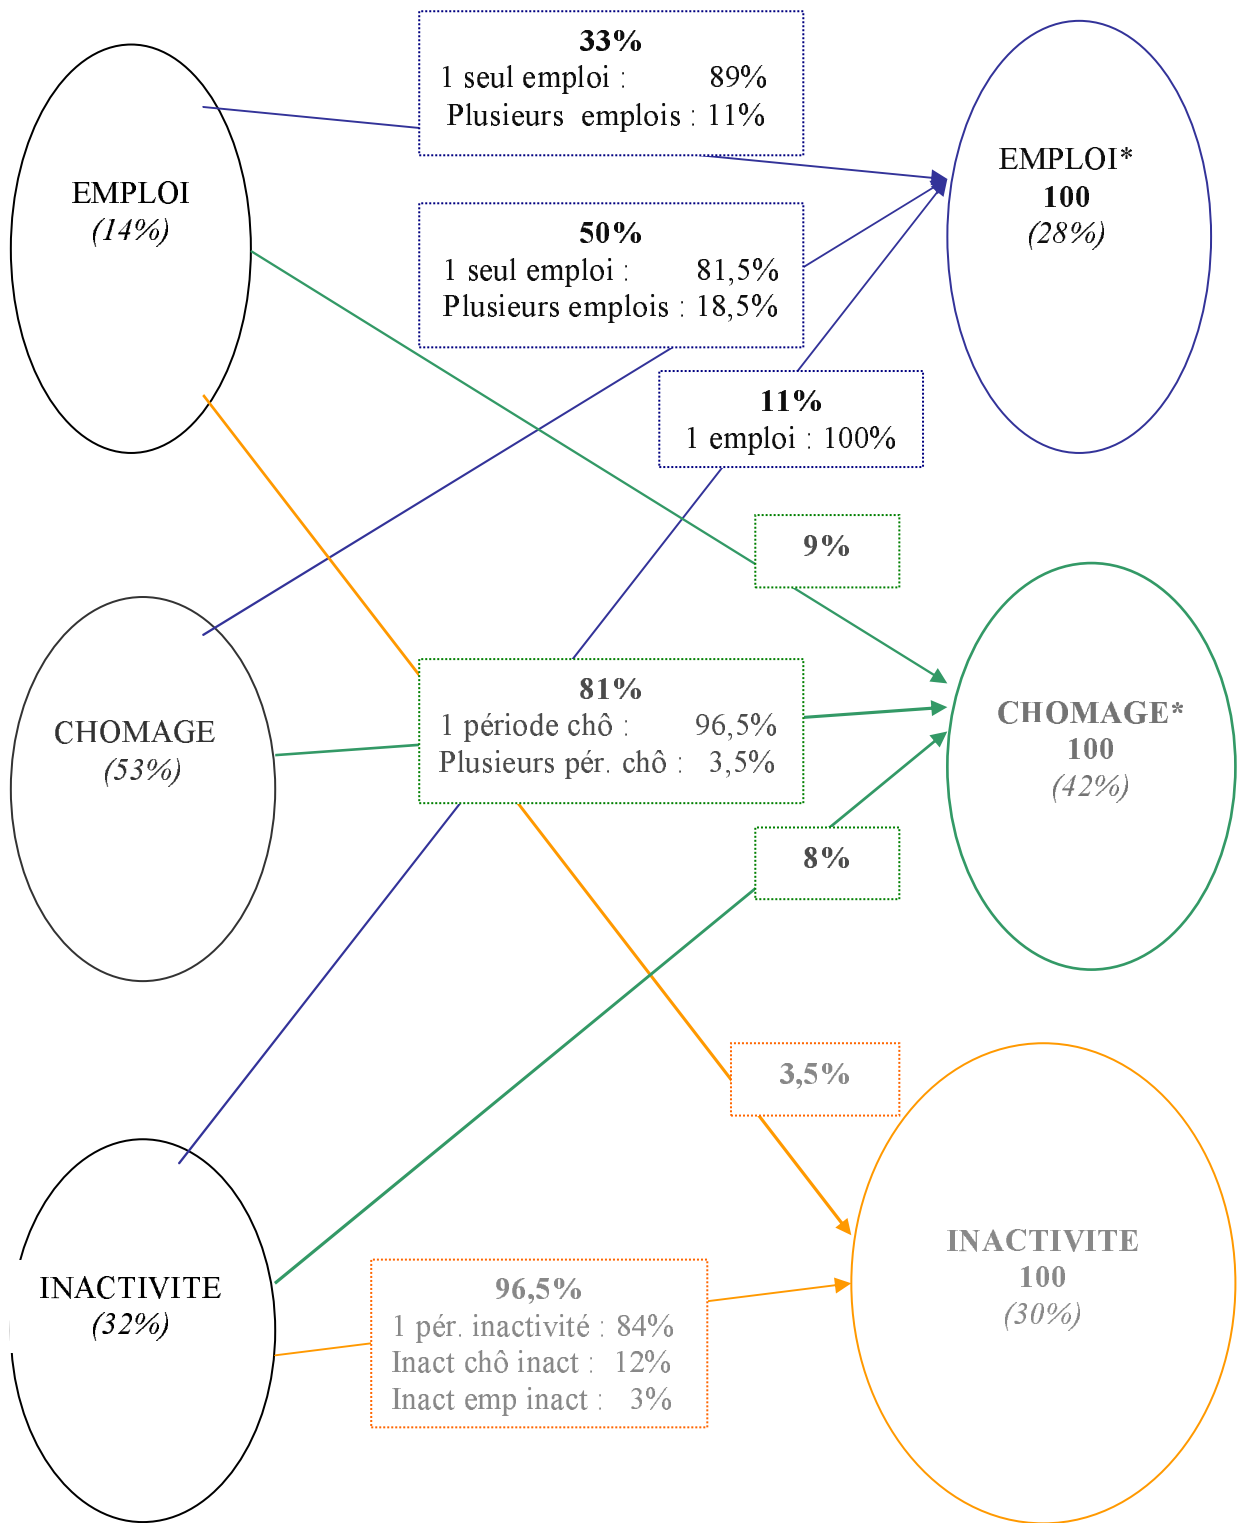 33%
1 seul emploi : 89%
Plusieurs emplois : 11%
EMPLOI
(14%)
EMPLOI*
100
(28%)
50%
1 seul emploi : 81,5%
Plusieurs emplois : 18,5%
11%
1 emploi : 100%
9%
CHOMAGE
(53%)
81%
1 période chô : 96,5%
Plusieurs pér. chô : 3,5%
CHOMAGE*
100
(42%)
8%
3,5%
INACTIVITE
(32%)
96,5%
1 pér. inactivité : 84%
Inact chô inact : 12%
Inact emp inact : 3%
INACTIVITE
100
(30%)